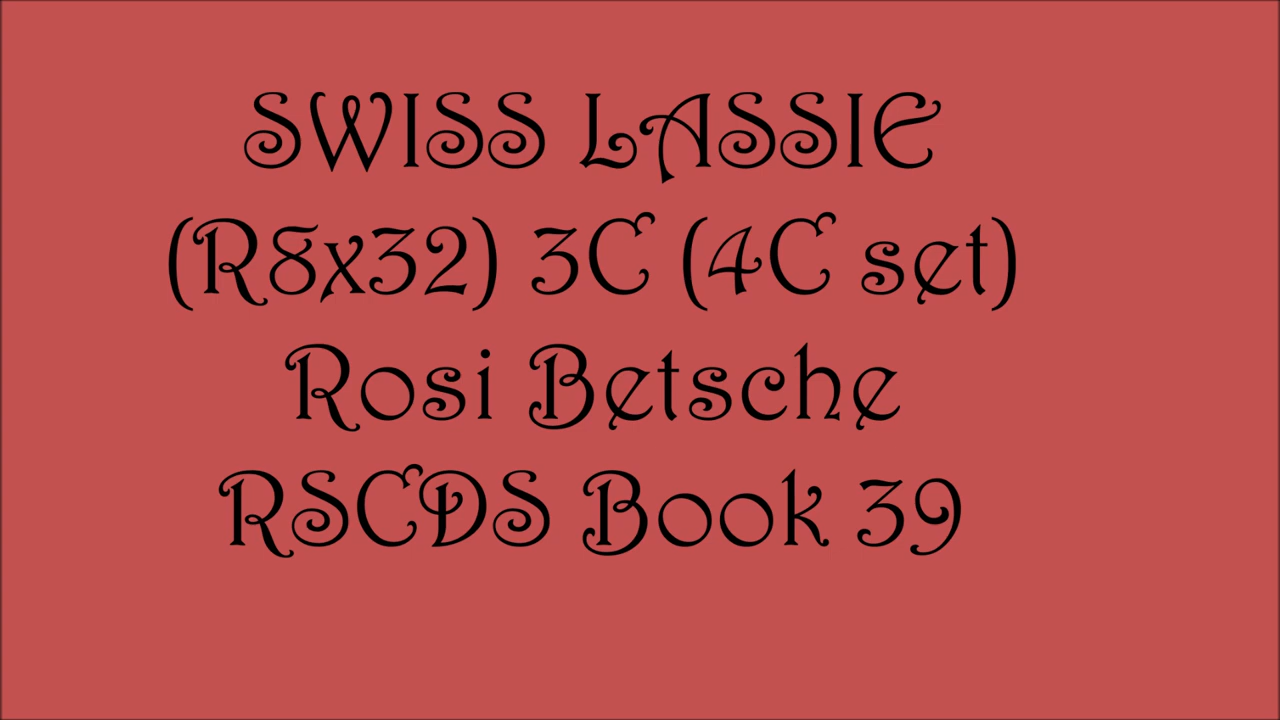 SWISS LASSIE
(R8x32) 3C (4C set)
Rosi Betsche
RSCDS Book 39